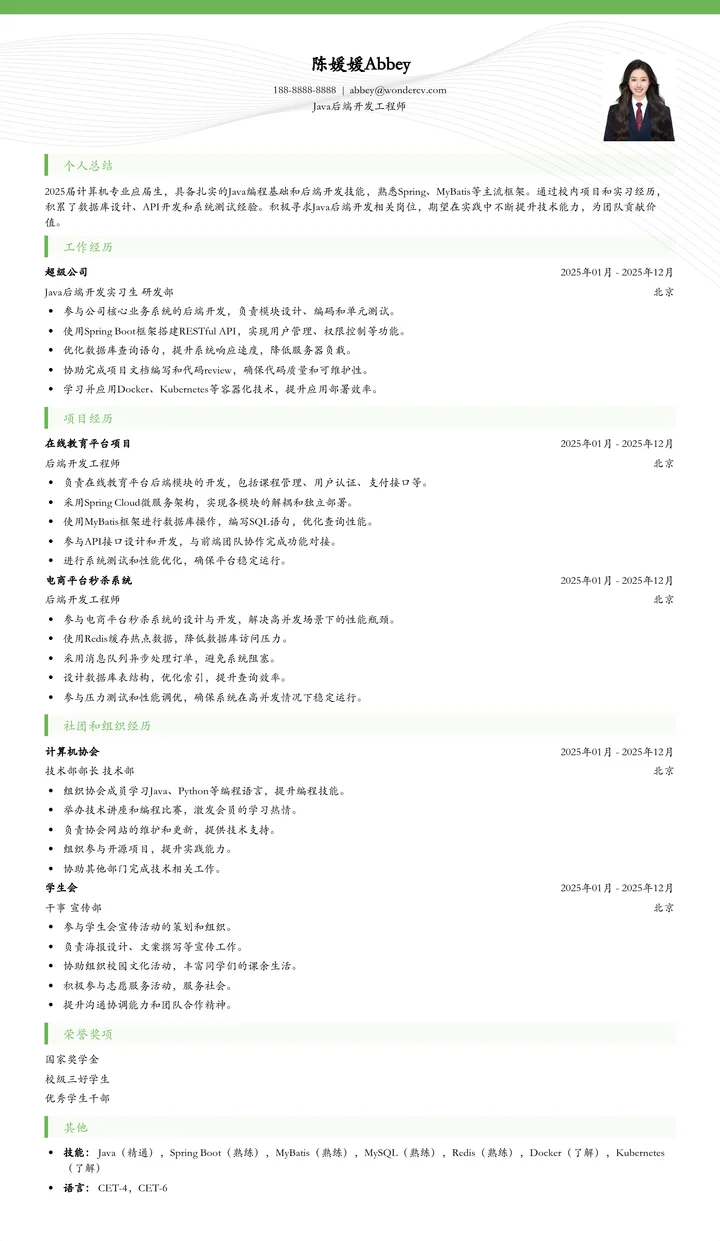 陈媛媛Abbey
188-8888-8888 | abbey@wondercv.com
Java后端开发工程师
个人总结
2025届计算机专业应届生，具备扎实的Java编程基础和后端开发技能，熟悉Spring、MyBatis等主流框架。通过校内项目和实习经历，
积累了数据库设计、API开发和系统测试经验。积极寻求Java后端开发相关岗位，期望在实践中不断提升技术能力，为团队贡献价
值。
工作经历
超级公司 2025年01月 - 2025年12月
Java后端开发实习生 研发部 北京
• 参与公司核心业务系统的后端开发，负责模块设计、编码和单元测试。
• 使用Spring Boot框架搭建RESTful API，实现用户管理、权限控制等功能。
• 优化数据库查询语句，提升系统响应速度，降低服务器负载。
• 协助完成项目文档编写和代码review，确保代码质量和可维护性。
• 学习并应用Docker、Kubernetes等容器化技术，提升应用部署效率。
项目经历
在线教育平台项目 2025年01月 - 2025年12月
后端开发工程师 北京
• 负责在线教育平台后端模块的开发，包括课程管理、用户认证、支付接口等。
• 采用Spring Cloud微服务架构，实现各模块的解耦和独立部署。
• 使用MyBatis框架进行数据库操作，编写SQL语句，优化查询性能。
• 参与API接口设计和开发，与前端团队协作完成功能对接。
• 进行系统测试和性能优化，确保平台稳定运行。
电商平台秒杀系统 2025年01月 - 2025年12月
后端开发工程师 北京
• 参与电商平台秒杀系统的设计与开发，解决高并发场景下的性能瓶颈。
• 使用Redis缓存热点数据，降低数据库访问压力。
• 采用消息队列异步处理订单，避免系统阻塞。
• 设计数据库表结构，优化索引，提升查询效率。
• 参与压力测试和性能调优，确保系统在高并发情况下稳定运行。
社团和组织经历
计算机协会 2025年01月 - 2025年12月
技术部部长 技术部 北京
• 组织协会成员学习Java、Python等编程语言，提升编程技能。
• 举办技术讲座和编程比赛，激发会员的学习热情。
• 负责协会网站的维护和更新，提供技术支持。
• 组织参与开源项目，提升实践能力。
• 协助其他部门完成技术相关工作。
学生会 2025年01月 - 2025年12月
干事 宣传部 北京
• 参与学生会宣传活动的策划和组织。
• 负责海报设计、文案撰写等宣传工作。
• 协助组织校园文化活动，丰富同学们的课余生活。
• 积极参与志愿服务活动，服务社会。
• 提升沟通协调能力和团队合作精神。
荣誉奖项
国家奖学金
校级三好学生
优秀学生干部
其他
• 技能： Java（精通）, Spring Boot（熟练）, MyBatis（熟练）, MySQL（熟练）, Redis（熟练）, Docker（了解）, Kubernetes
（了解）
• 语言： CET-4，CET-6